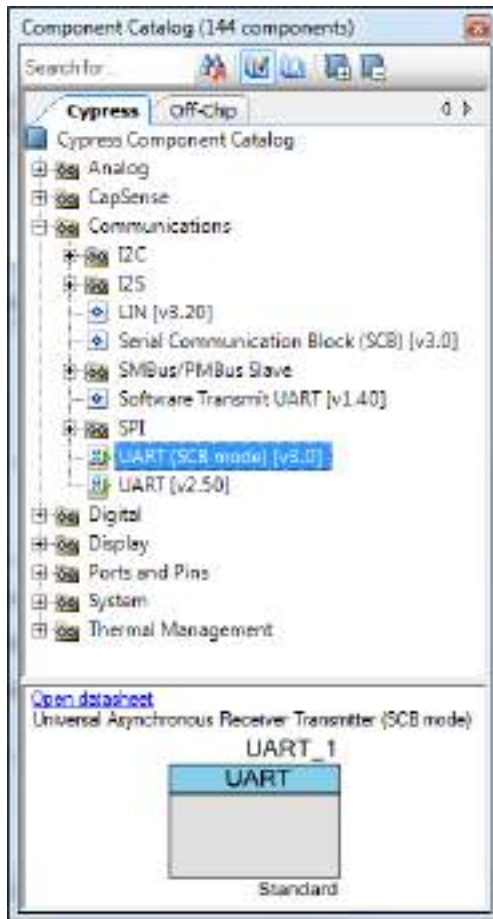 Component Catalog (144 components)
Search for...
Cypress
Off-Chip
Cypress Component Catalog
Analog
CapSense
Communications
I2C
I2S
LIN [v3.20]
Serial Communication Block (SCB) [v3.0]
SMBus/PMBus Slave
Software Transmit UART [v1.40]
SPI
UART (SCB mode) [v3.0]
UART [v2.50]
Digital
Display
Ports and Pins
System
Thermal Management
Open datasheet
Universal Asynchronous Receiver Transmitter (SCB mode)
UART_1
UART
Standard